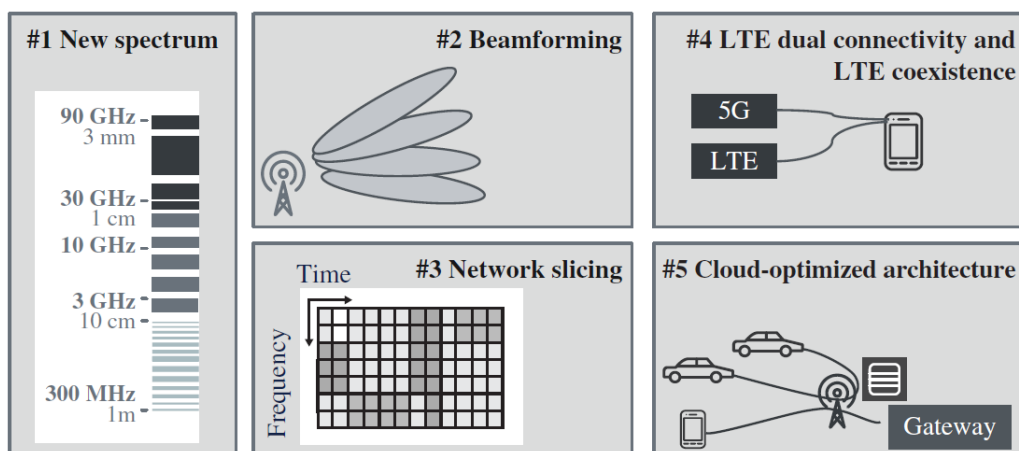 #1 New spectrum
90 GHz
3 mm
30 GHz
1 cm
10 GHz
3 GHz
10 cm
300 MHz
1m
#2 Beamforming
#3 Network slicing
Time
Frequency
#4 LTE dual connectivity and
LTE coexistence
5G
LTE
#5 Cloud-optimized architecture
Gateway